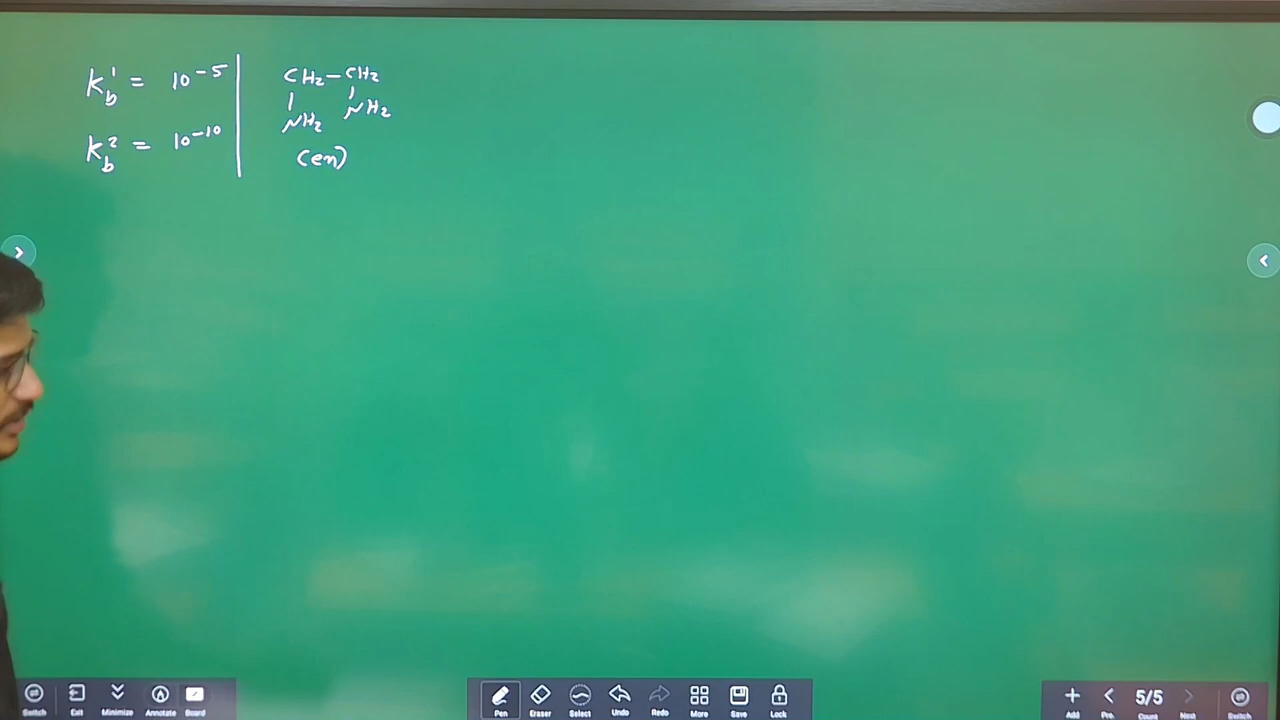 K_b^1 = 10^-5
K_b^2 = 10^-10
CH2-CH2
NH2 NH2
(en)
Switch Exit Minimize Annotate Board Pen Eraser Select Undo Redo More Save Lock Add Pre. 5/5 Count Next Switch